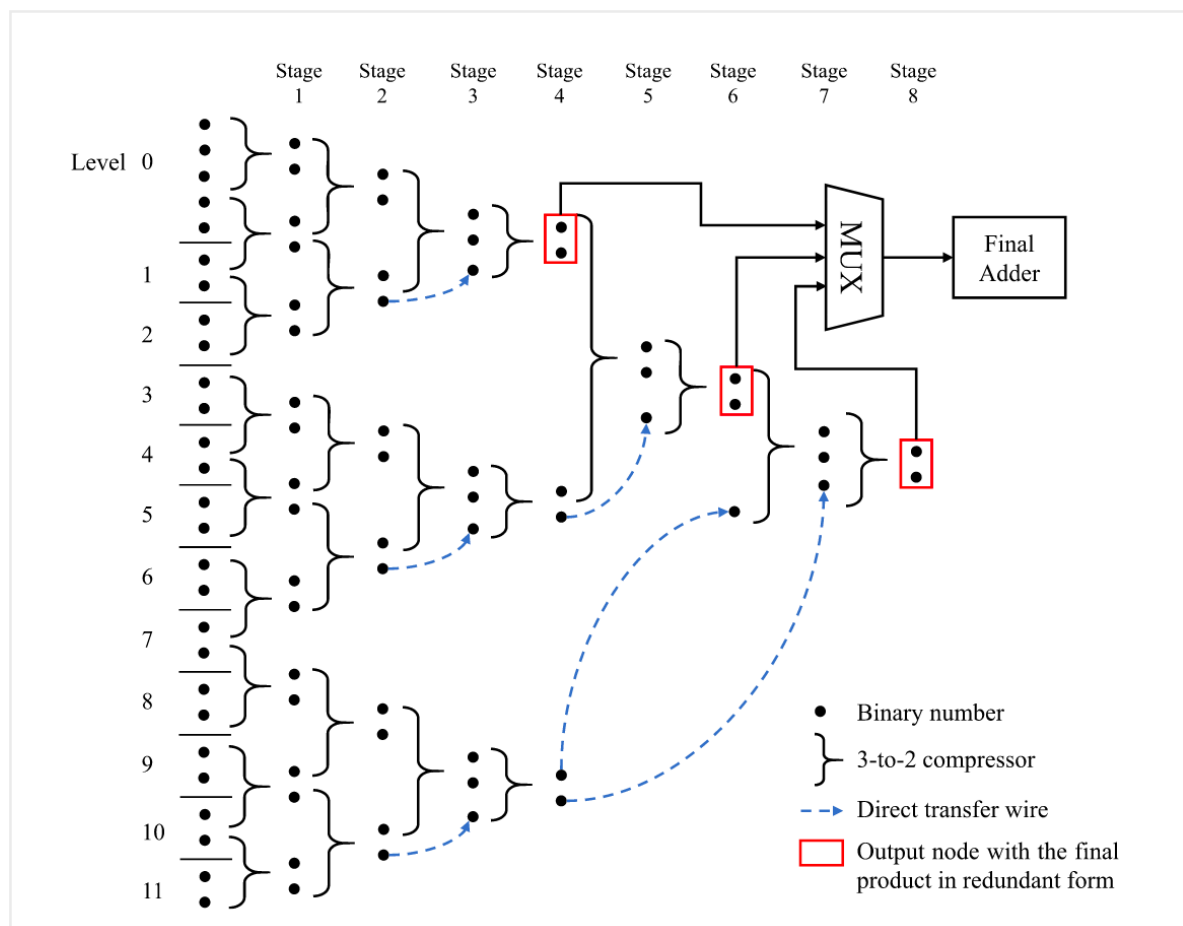 Stage 1
Stage 2
Stage 3
Stage 4
Stage 5
Stage 6
Stage 7
Stage 8
Level 0
1
2
3
4
5
6
7
8
9
10
11
MUX
Final
Adder
Binary number
3-to-2 compressor
Direct transfer wire
Output node with the final
product in redundant form